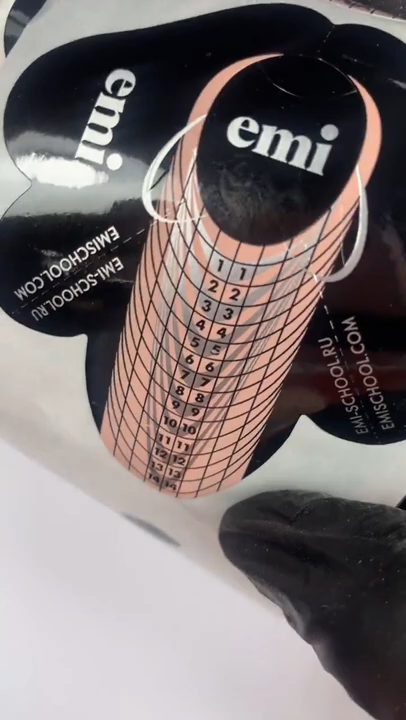 emi
emi
EMISCHOOL.COM
EMI-SCHOOL.RU
EMI-SCHOOL.RU
EMISCHOOL.COM
1 1
2 2
3 3
4 4
5 5
6 6
7 7
8 8
9 9
10 10
11 11
12 12
13 13
14 14